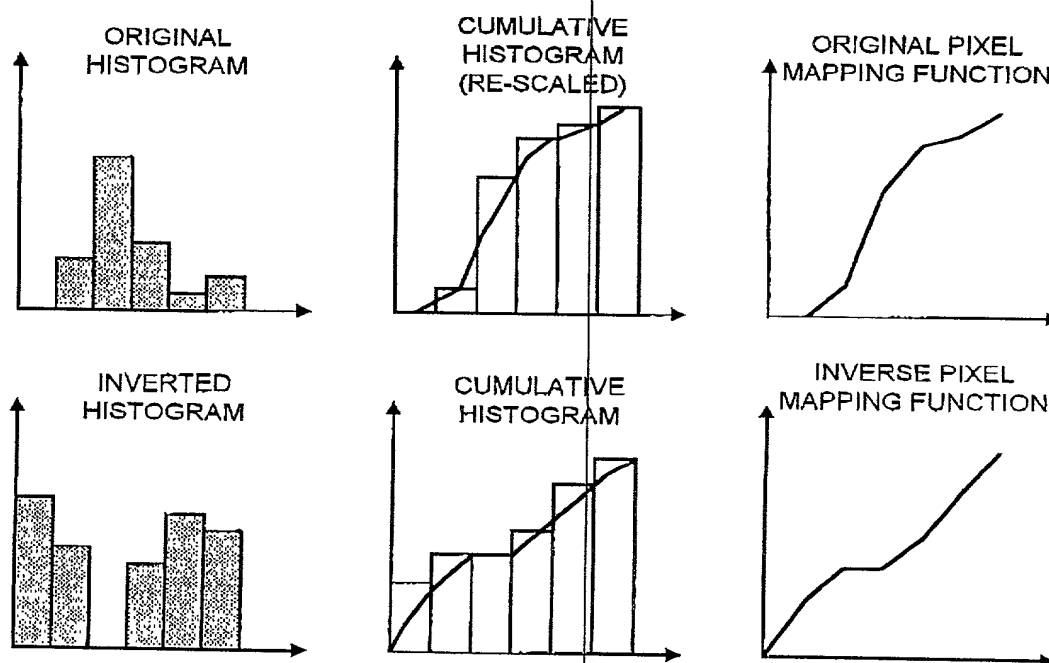 ORIGINAL
HISTOGRAM
CUMULATIVE
HISTOGRAM
(RE-SCALED)
ORIGINAL PIXEL
MAPPING FUNCTION
INVERTED
HISTOGRAM
CUMULATIVE
HISTOGRAM
INVERSE PIXEL
MAPPING FUNCTION